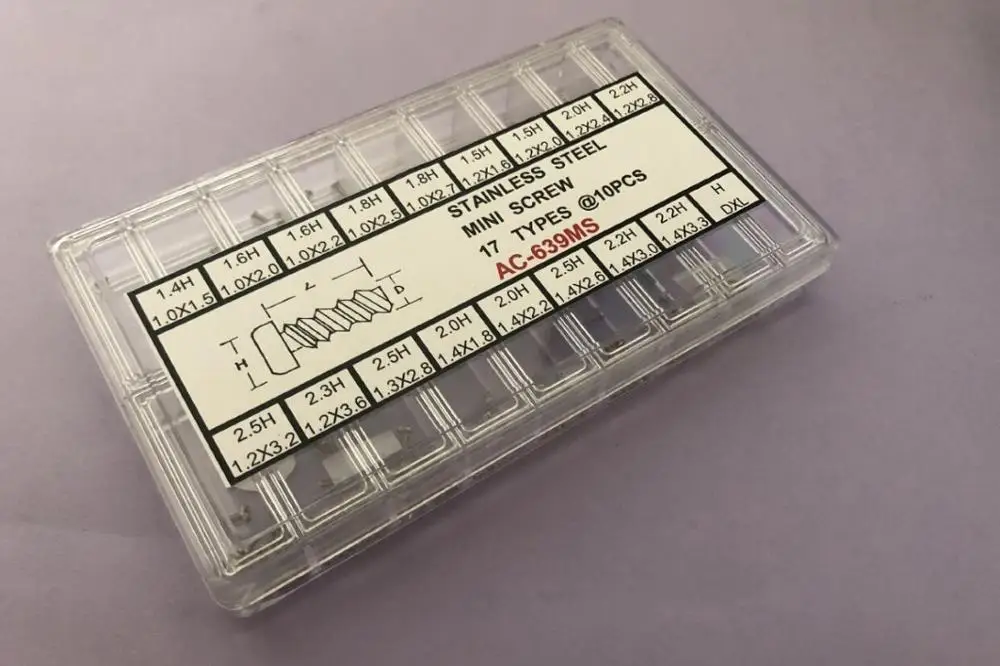 1.4H
1.0X1.5
1.6H
1.0X2.0
1.6H
1.0X2.2
1.8H
1.0X2.5
1.8H
1.0X2.7
1.5H
1.2X1.6
1.5H
1.2X2.0
2.0H
1.2X2.4
2.2H
1.2X2.8
STAINLESS STEEL
MINI SCREW
17 TYPES @10PCS
AC-639MS
L
D
H
2.5H
1.2X3.2
2.3H
1.2X3.6
2.5H
1.3X2.8
2.0H
1.4X1.8
2.0H
1.4X2.2
2.5H
1.4X2.6
2.2H
1.4X3.0
2.2H
1.4X3.3
H
DXL